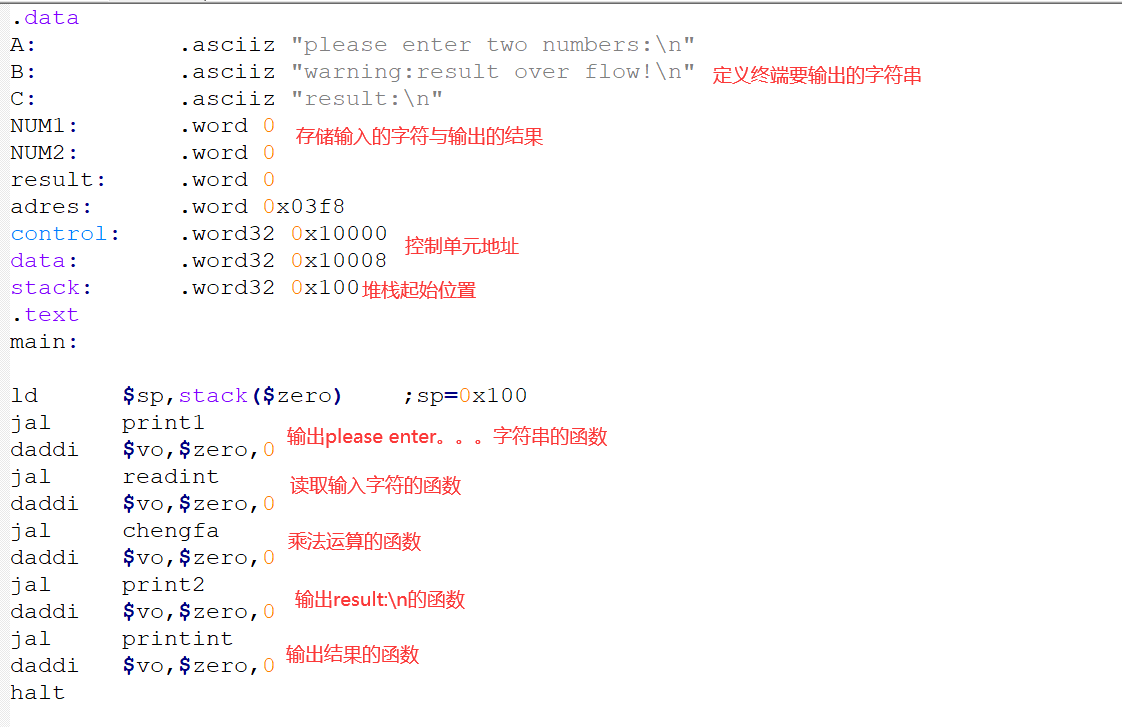 .data
A: .asciiz "please enter two numbers:\n"
B: .asciiz "warning:result over flow!\n" 定义终端要输出的字符串
C: .asciiz "result:\n"
NUM1: .word 0 存储输入的字符与输出的结果
NUM2: .word 0
result: .word 0
adres: .word 0x03f8
control: .word32 0x10000 控制单元地址
data: .word32 0x10008
stack: .word32 0x100 堆栈起始位置
.text
main:
ld $sp,stack($zero) ;sp=0x100
jal print1 输出please enter。。。字符串的函数
daddi $vo,$zero,0
jal readint 读取输入字符的函数
daddi $vo,$zero,0
jal chengfa 乘法运算的函数
daddi $vo,$zero,0
jal print2 输出result:\n的函数
daddi $vo,$zero,0
jal printint 输出结果的函数
daddi $vo,$zero,0
halt